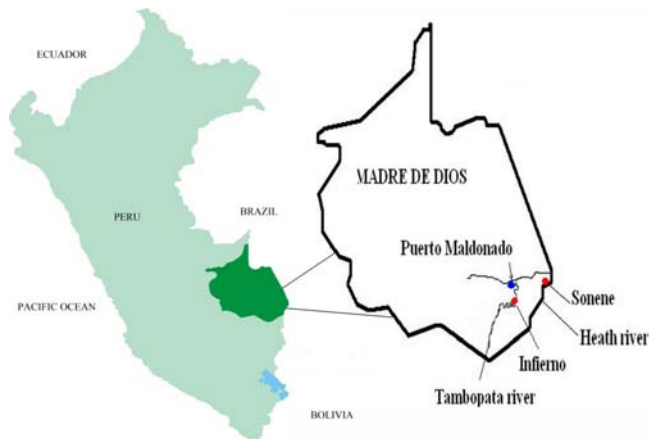 ECUADOR
PERU
BRAZIL
PACIFIC OCEAN
BOLIVIA
MADRE DE DIOS
Puerto Maldonado
Sonene
Heath river
Infierno
Tambopata river